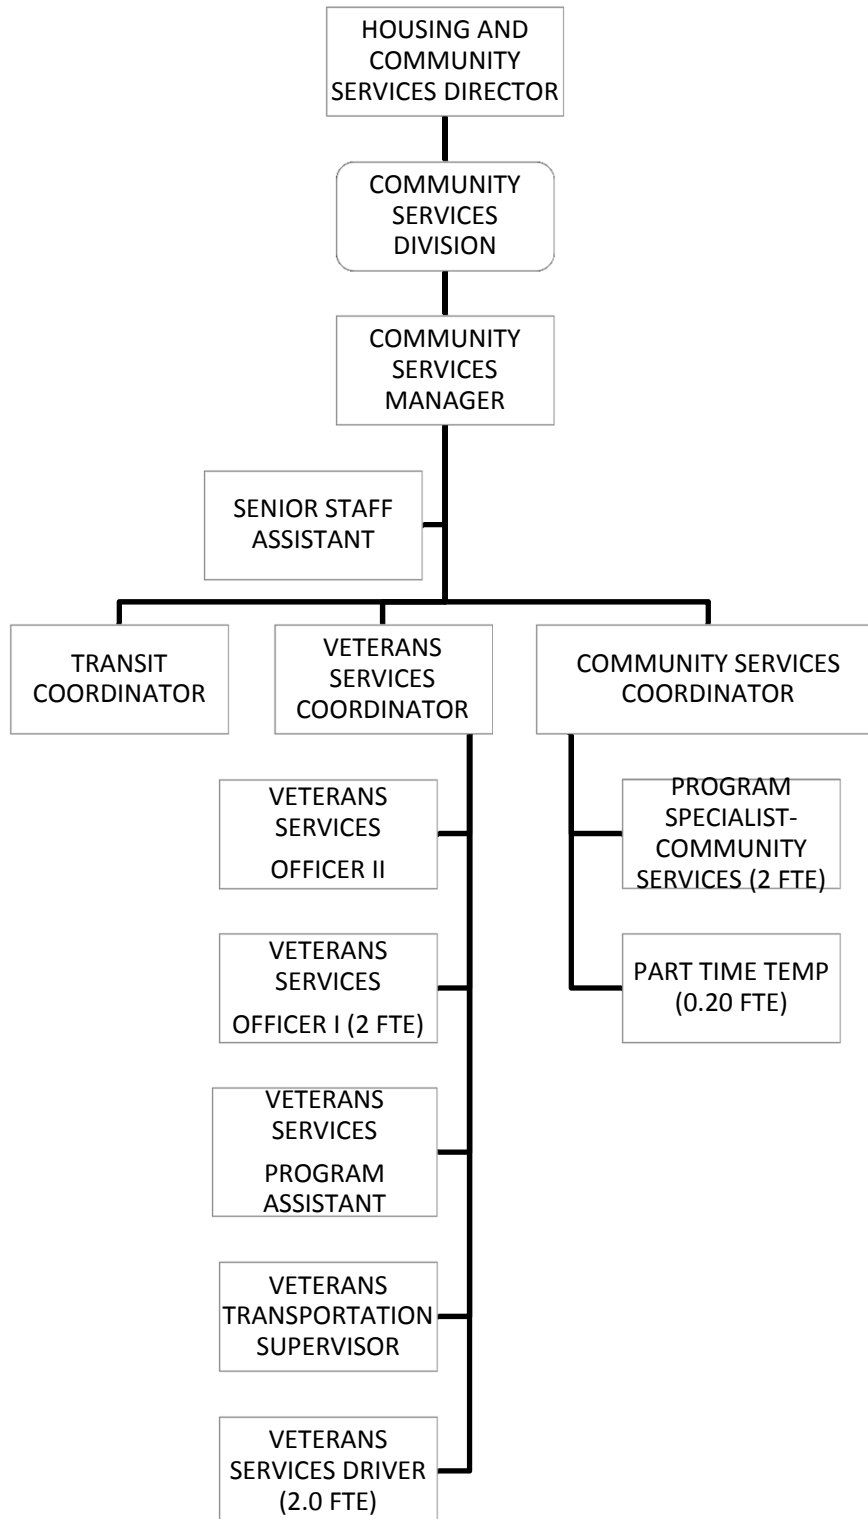 HOUSING AND
COMMUNITY
SERVICES DIRECTOR
COMMUNITY
SERVICES
DIVISION
COMMUNITY
SERVICES
MANAGER
SENIOR STAFF
ASSISTANT
TRANSIT
COORDINATOR
VETERANS
SERVICES
COORDINATOR
COMMUNITY SERVICES
COORDINATOR
VETERANS
SERVICES
OFFICER II
VETERANS
SERVICES
OFFICER I (2 FTE)
VETERANS
SERVICES
PROGRAM
ASSISTANT
VETERANS
TRANSPORTATION
SUPERVISOR
VETERANS
SERVICES DRIVER
(2.0 FTE)
PROGRAM
SPECIALIST-
COMMUNITY
SERVICES (2 FTE)
PART TIME TEMP
(0.20 FTE)